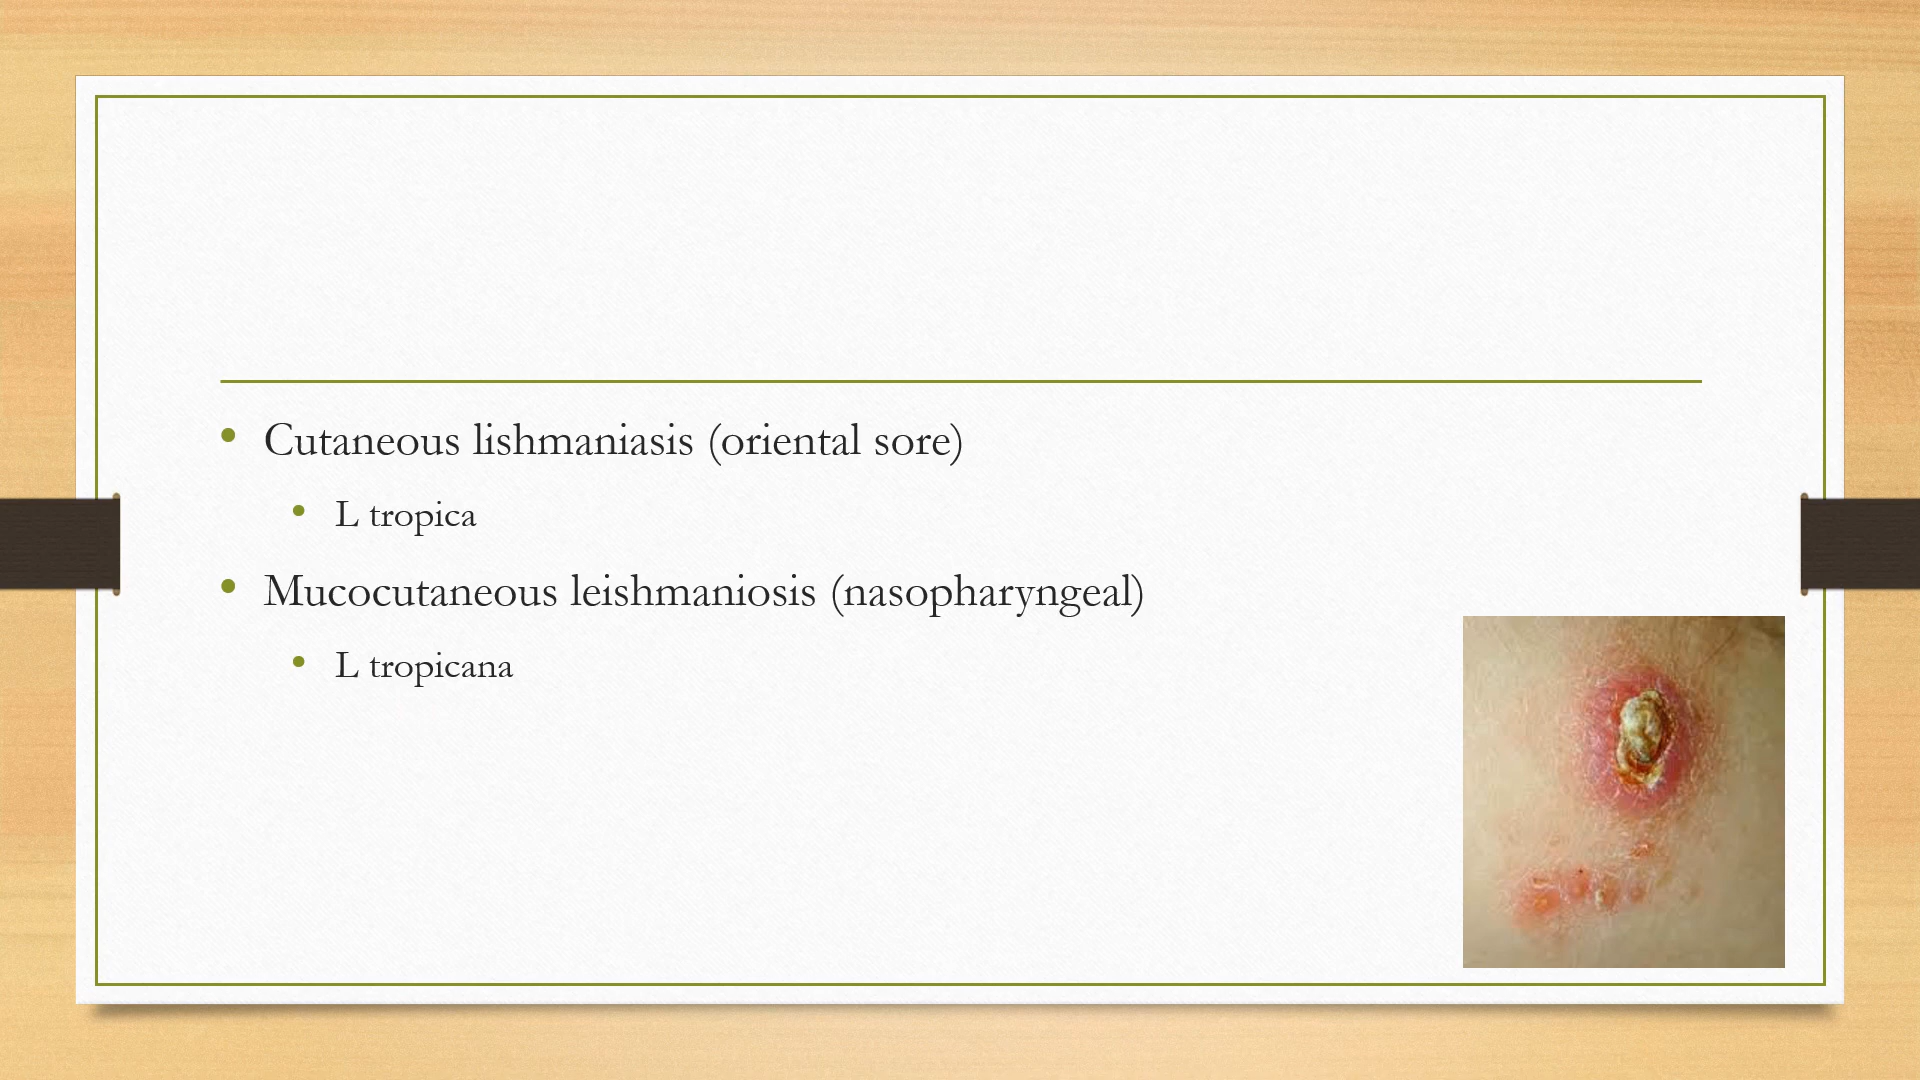 Cutaneous lishmaniasis (oriental sore)
L tropica
Mucocutaneous leishmaniosis (nasopharyngeal)
L tropicana